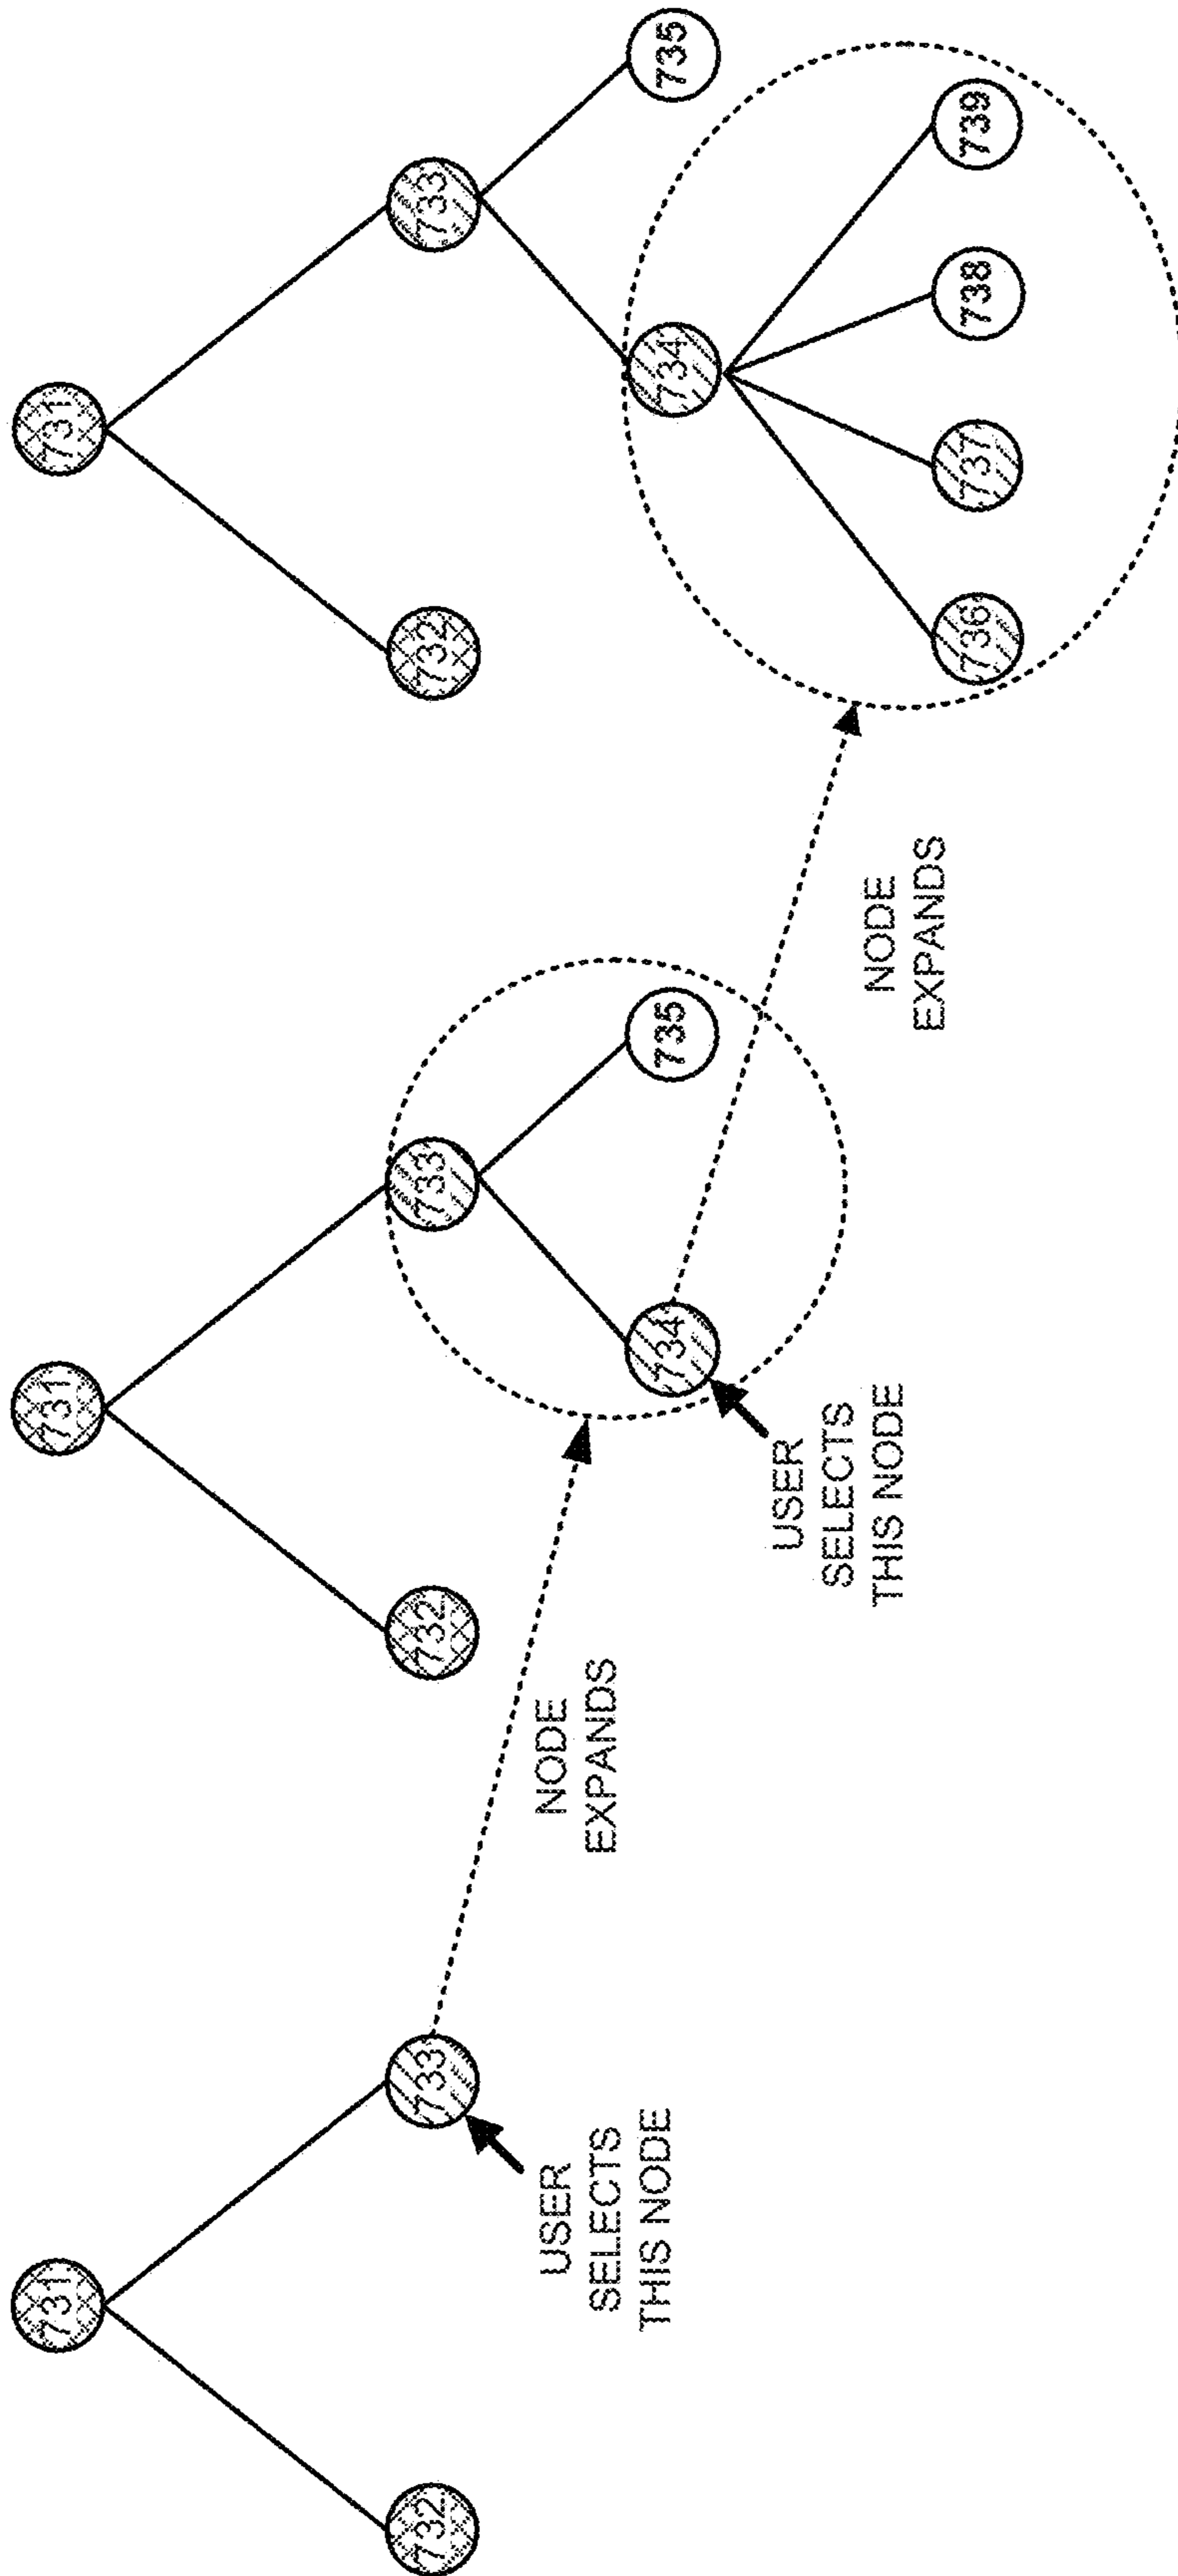 731
732
733
USER
SELECTS
THIS NODE
NODE
EXPANDS
731
732
733
734
735
USER
SELECTS
THIS NODE
NODE
EXPANDS
731
732
733
734
735
736
737
738
739